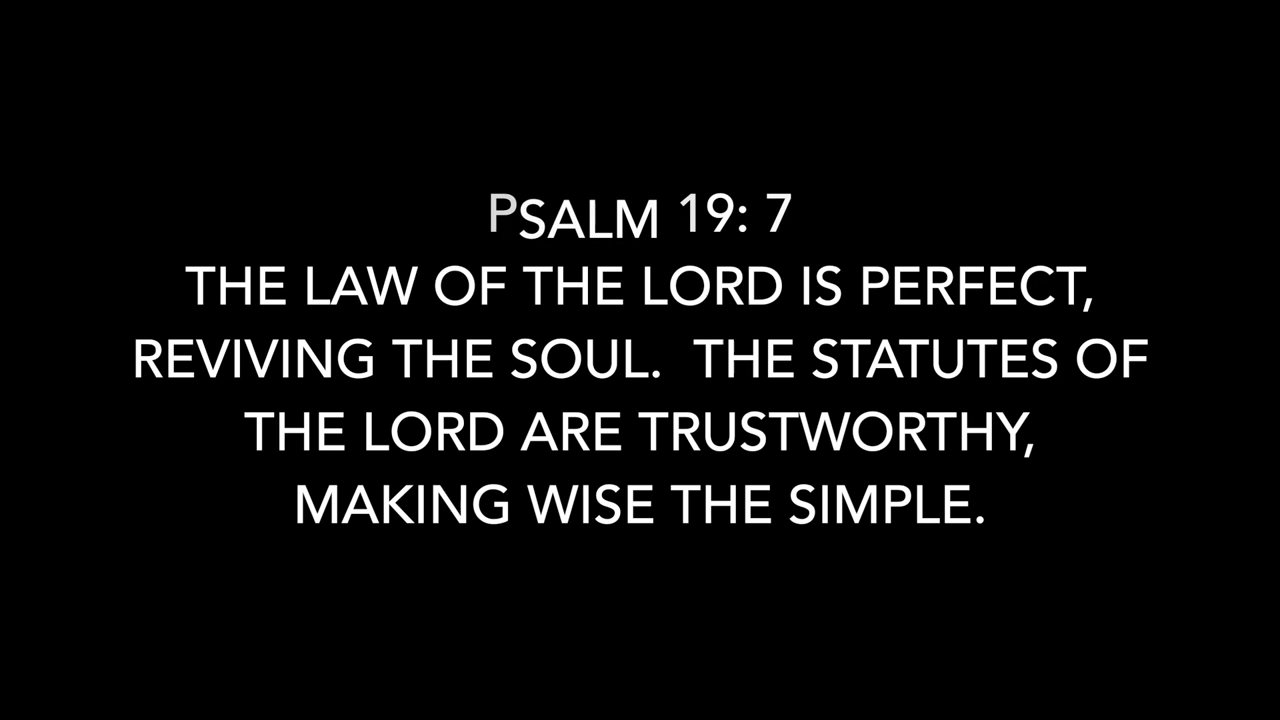 PSALM 19: 7
THE LAW OF THE LORD IS PERFECT,
REVIVING THE SOUL.  THE STATUTES OF
THE LORD ARE TRUSTWORTHY,
MAKING WISE THE SIMPLE.